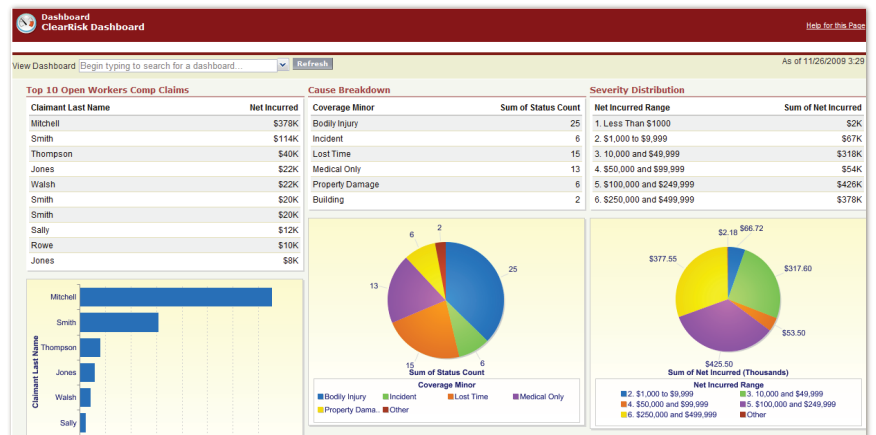 Dashboard
ClearRisk Dashboard
Help for this Page
View Dashboard Begin typing to search for a dashboard... Refresh
As of 11/26/2009 3:29
Top 10 Open Workers Comp Claims
Claimant Last Name Net Incurred
Mitchell $378K
Smith $114K
Thompson $40K
Jones $22K
Walsh $22K
Smith $20K
Smith $20K
Sally $12K
Rowe $10K
Jones $8K
Claimant Last Name
Mitchell
Smith
Thompson
Jones
Walsh
Sally
Cause Breakdown
Coverage Minor Sum of Status Count
Bodily Injury 25
Incident 6
Lost Time 15
Medical Only 13
Property Damage 6
Building 2
6
2
25
13
15
6
Sum of Status Count
Coverage Minor
Bodily Injury Incident Lost Time Medical Only
Property Dama.. Other
Severity Distribution
Net Incurred Range Sum of Net Incurred
1. Less Than $1000 $2K
2. $1,000 to $9,999 $67K
3. 10,000 and $49,999 $318K
4. $50,000 and $99,999 $54K
5. $100,000 and $249,999 $426K
6. $250,000 and $499,999 $378K
$2.18 $66.72
$377.55
$317.60
$53.50
$425.50
Sum of Net Incurred (Thousands)
Net Incurred Range
2. $1,000 to $9,999 3. 10,000 and $49,999
4. $50,000 and $99,999 5. $100,000 and $249,999
6. $250,000 and $499,999 Other